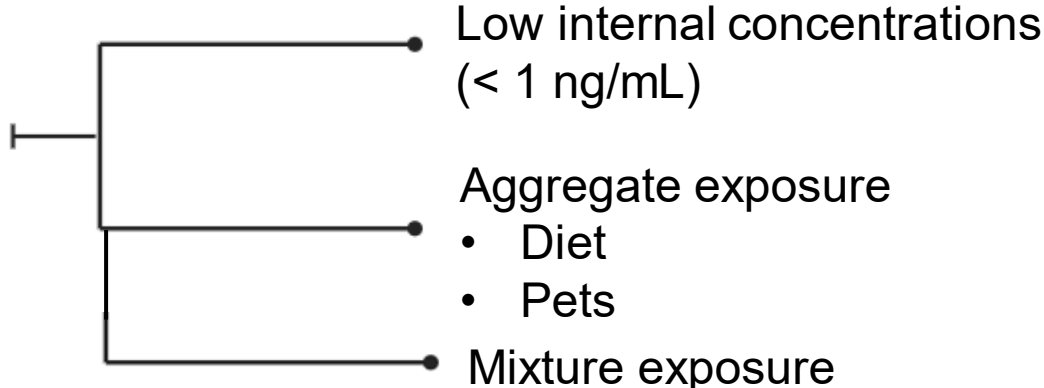 Low internal concentrations
(< 1 ng/mL)
Aggregate exposure
• Diet
• Pets
Mixture exposure